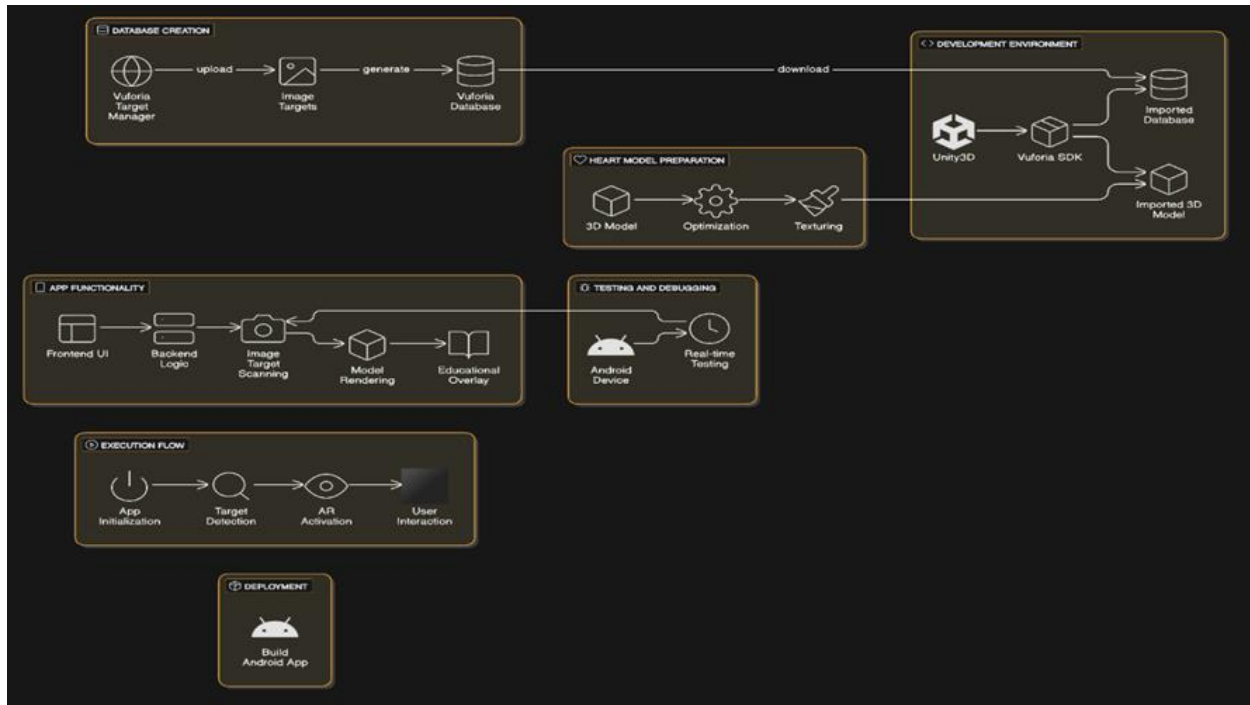 DATABASE CREATION
upload
generate
download
Vuforia
Target
Manager
Image
Targets
Vuforia
Database
DEVELOPMENT ENVIRONMENT
Imported
Database
Unity3D
Vuforia SDK
Imported 3D
Model
HEART MODEL PREPARATION
3D Model
Optimization
Texturing
APP FUNCTIONALITY
Frontend UI
Backend
Logic
Image
Target
Scanning
Model
Rendering
Educational
Overlay
TESTING AND DEBUGGING
Android
Device
Real-time
Testing
EXECUTION FLOW
App
Initialization
Target
Detection
AR
Activation
User
Interaction
DEPLOYMENT
Build
Android App